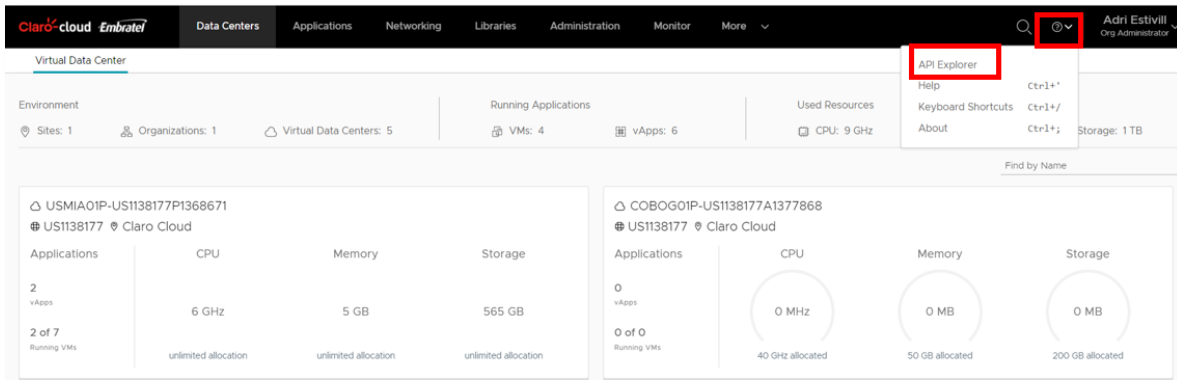 Claro-cloud Embratel Data Centers Applications Networking Libraries Administration Monitor More Adri Estivill
Org Administrator
Virtual Data Center
API Explorer
Help Ctrl+'
Keyboard Shortcuts Ctrl+/
About Ctrl+;
Environment Running Applications Used Resources
Sites: 1 Organizations: 1 Virtual Data Centers: 5 VMs: 4 vApps: 6 CPU: 9 GHz Storage: 1 TB
Find by Name
USMIA01P-US1138177P1368671
US1138177 Claro Cloud
Applications CPU Memory Storage
2
vApps
6 GHz 5 GB 565 GB
2 of 7
Running VMs
unlimited allocation unlimited allocation unlimited allocation
COBOG01P-US1138177A1377868
US1138177 Claro Cloud
Applications CPU Memory Storage
0
vApps
0 MHz 0 MB 0 MB
0 of 0
Running VMs
40 GHz allocated 50 GB allocated 200 GB allocated